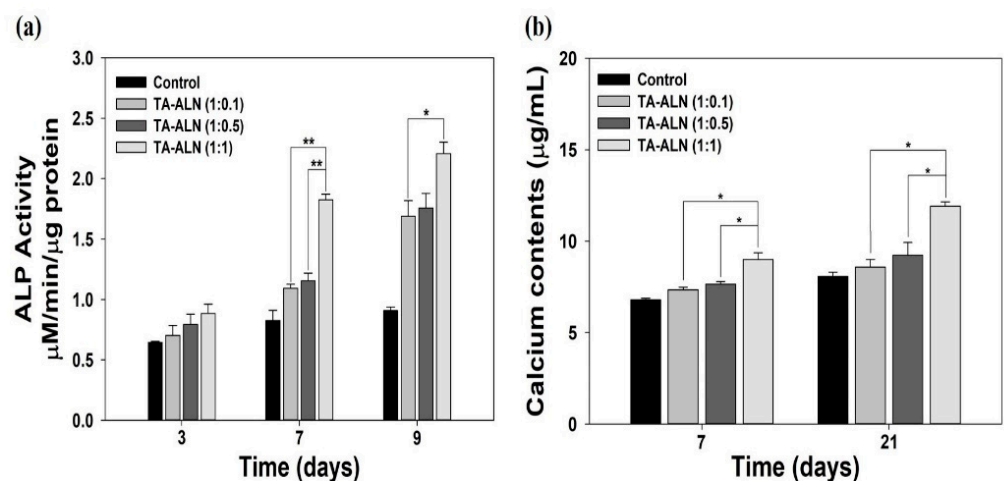 (a)
ALP Activity
μM/min/μg protein
3.0
2.5
2.0
1.5
1.0
0.5
0.0
Control
TA-ALN (1:0.1)
TA-ALN (1:0.5)
TA-ALN (1:1)
**
**
*
3
7
9
Time (days)
(b)
Calcium contents (μg/mL)
20
15
10
5
0
Control
TA-ALN (1:0.1)
TA-ALN (1:0.5)
TA-ALN (1:1)
*
*
*
*
7
21
Time (days)